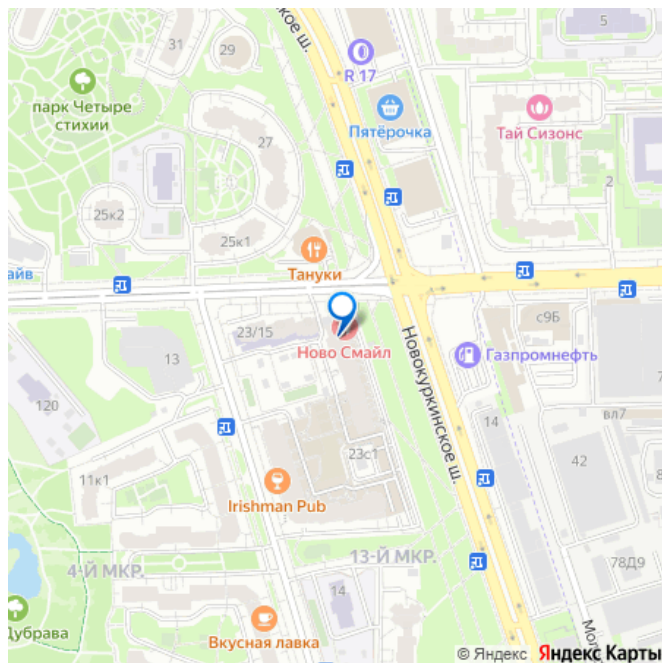 5
31
29
ское ш.
R 17
парк Четыре
стихии
Пятёрочка
Тай Сизонс
27
2
25к2
25к1
Тануки
айв
с9Б
23/15
Ново Смайл
Новокуркинское ш.
Газпромнефть
13
7
120
вл7
14
23с1
42
11к1
Irishman Pub
13-Й МКР.
78Д9
4-Й МКР.
14
Дубрава
Вкусная лавка
Мол
© Яндекс Яндекс Карты